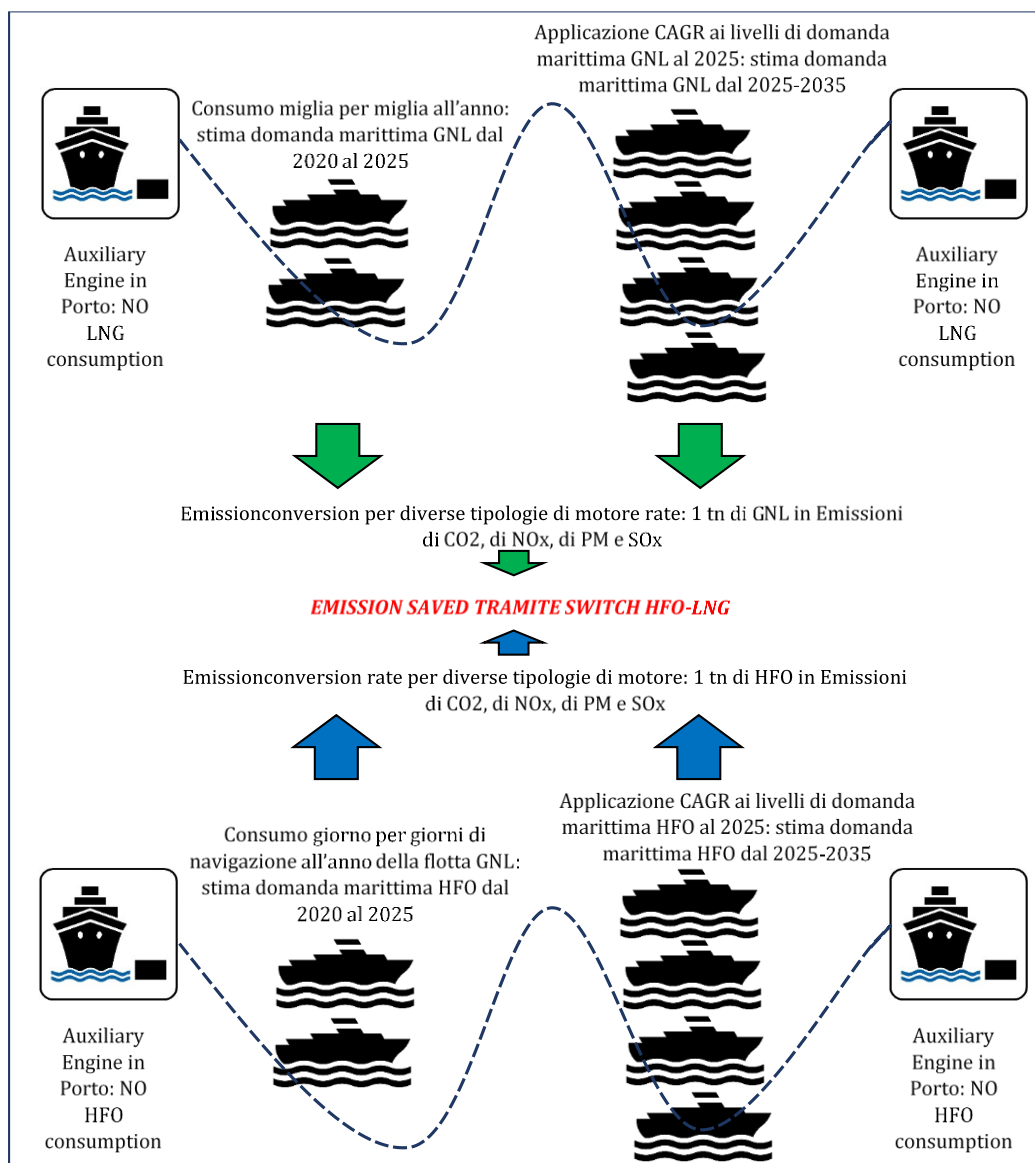 Applicazione CAGR ai livelli di domanda
marittima GNL al 2025: stima domanda
marittima GNL dal 2025-2035
Consumo miglia per miglia all'anno:
stima domanda marittima GNL dal
2020 al 2025
Auxiliary
Engine in
Porto: NO
LNG
consumption
Auxiliary
Engine in
Porto: NO
LNG
consumption
Emissionconversion per diverse tipologie di motore rate: 1 tn di GNL in Emissioni
di CO2, di NOx, di PM e SOx
EMISSION SAVED TRAMITE SWITCH HFO-LNG
Emissionconversion rate per diverse tipologie di motore: 1 tn di HFO in Emissioni
di CO2, di NOx, di PM e SOx
Applicazione CAGR ai livelli di domanda
marittima HFO al 2025: stima domanda
marittima HFO dal 2025-2035
Consumo giorno per giorni di
navigazione all'anno della flotta GNL:
stima domanda marittima HFO dal
2020 al 2025
Auxiliary
Engine in
Porto: NO
HFO
consumption
Auxiliary
Engine in
Porto: NO
HFO
consumption